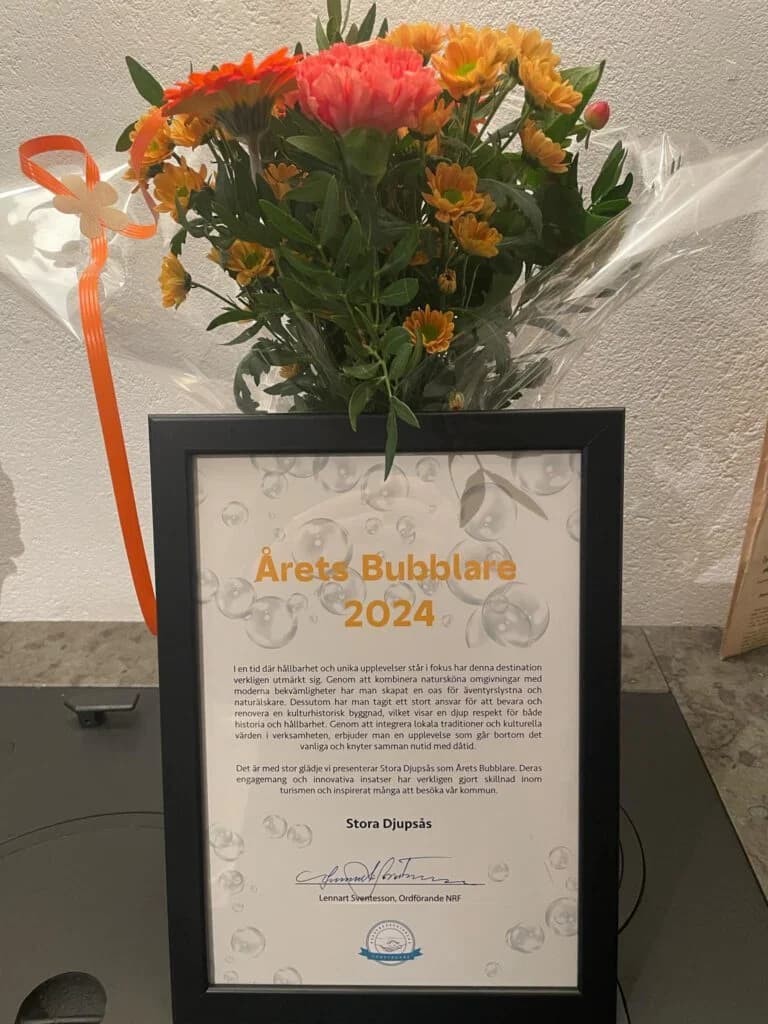 Årets Bubblare
2024
I en tid där hållbarhet och unika upplevelser står i fokus har denna destination
verkligen utmärkt sig. Genom att kombinera natursköna omgivningar med
moderna bekvämligheter har man skapat en oas för äventyrslystna och
naturälskare. Dessutom har man tagit ett stort ansvar för att bevara och
renovera en kulturhistorisk byggnad, vilket visar en djup respekt för både
historia och hållbarhet. Genom att integrera lokala traditioner och kulturella
värden i verksamheten, erbjuder man en upplevelse som går bortom det
vanliga och knyter samman nutid med dåtid.
Det är med stor glädje vi presenterar Stora Djupsås som Årets Bubblare. Deras
engagemang och innovativa insatser har verkligen gjort skillnad inom
turismen och inspirerat många att besöka vår kommun.
Stora Djupsås
Lennart Sventesson, Ordförande NRF